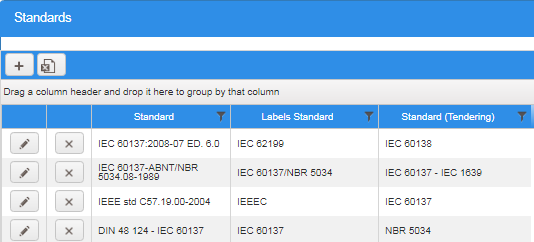 Standards
Drag a column header and drop it here to group by that column
Standard Labels Standard Standard (Tendering)
IEC 60137:2008-07 ED. 6.0 IEC 62199 IEC 60138
IEC 60137-ABNT/NBR 5034.08-1989 IEC 60137/NBR 5034 IEC 60137 - IEC 1639
IEEE std C57.19.00-2004 IEEEC IEC 60137
DIN 48 124 - IEC 60137 IEC 60137 NBR 5034